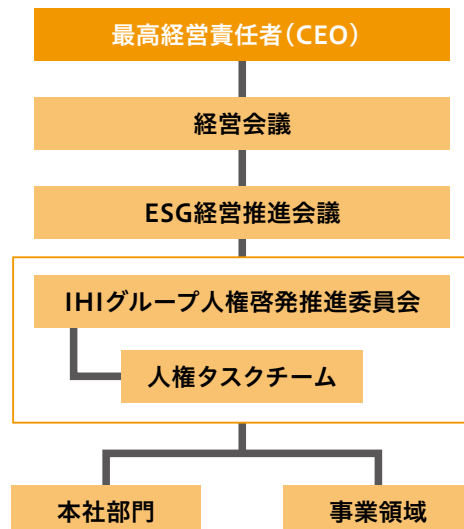 最高経営責任者（CEO）
経営会議
ESG経営推進会議
IHIグループ人権啓発推進委員会
人権タスクチーム
本社部門
事業領域